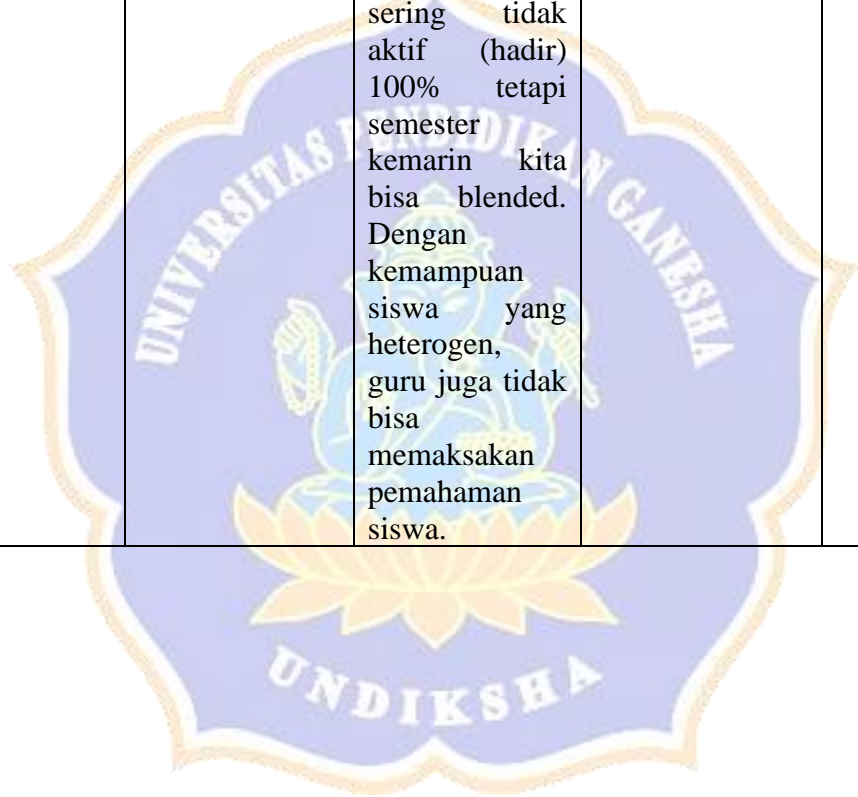 sering tidak
aktif (hadir)
100% tetapi
semester
kemarin kita
bisa blended.
Dengan
kemampuan
siswa yang
heterogen,
guru juga tidak
bisa
memaksakan
pemahaman
siswa.
UNIVERSITAS PENDIDIKAN GANESHA
UNDIKSHA